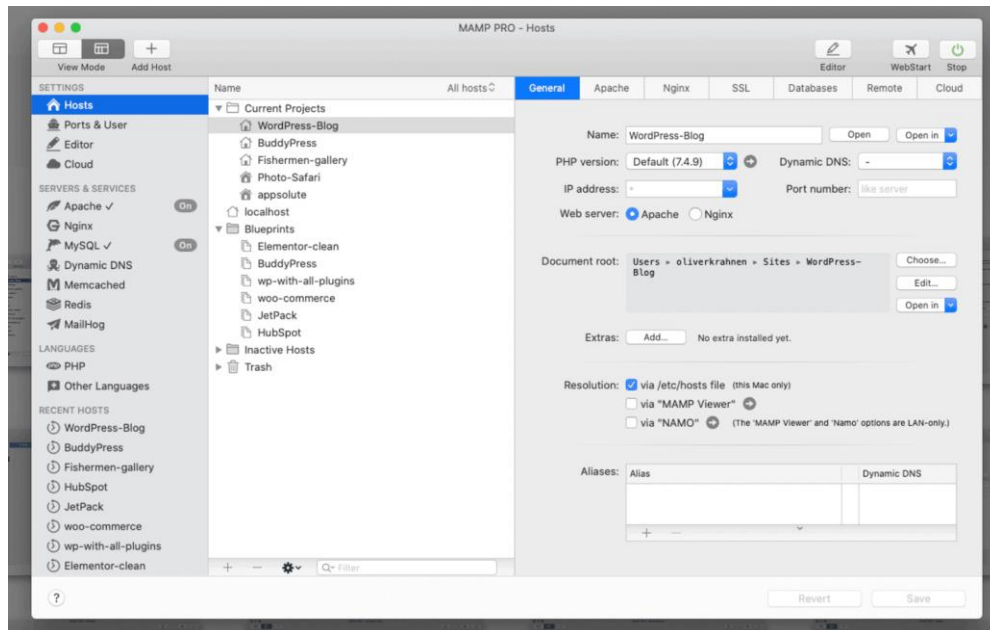 MAMP PRO - Hosts
View Mode
Add Host
Editor
WebStart
Stop
SETTINGS
Hosts
Ports & User
Editor
Cloud
SERVERS & SERVICES
Apache ✓ On
Nginx
MySQL ✓ On
Dynamic DNS
Memcached
Redis
MailHog
LANGUAGES
PHP
Other Languages
RECENT HOSTS
WordPress-Blog
BuddyPress
Fishermen-gallery
HubSpot
JetPack
woo-commerce
wp-with-all-plugins
Elementor-clean
?
Name All hosts
Current Projects
WordPress-Blog
BuddyPress
Fishermen-gallery
Photo-Safari
appsolute
localhost
Blueprints
Elementor-clean
BuddyPress
wp-with-all-plugins
woo-commerce
JetPack
HubSpot
Inactive Hosts
Trash
Filter
General Apache Nginx SSL Databases Remote Cloud
Name: WordPress-Blog Open Open in
PHP version: Default (7.4.9) Dynamic DNS: -
IP address: * Port number: like server
Web server: Apache Nginx
Document root: Users ▸ oliverkrahnen ▸ Sites ▸ WordPress-
Blog
Choose...
Edit...
Open in
Extras: Add... No extra installed yet.
Resolution: via /etc/hosts file (this Mac only)
via "MAMP Viewer"
via "NAMO" (The 'MAMP Viewer' and 'Namo' options are LAN-only.)
Aliases: Alias Dynamic DNS
Revert Save